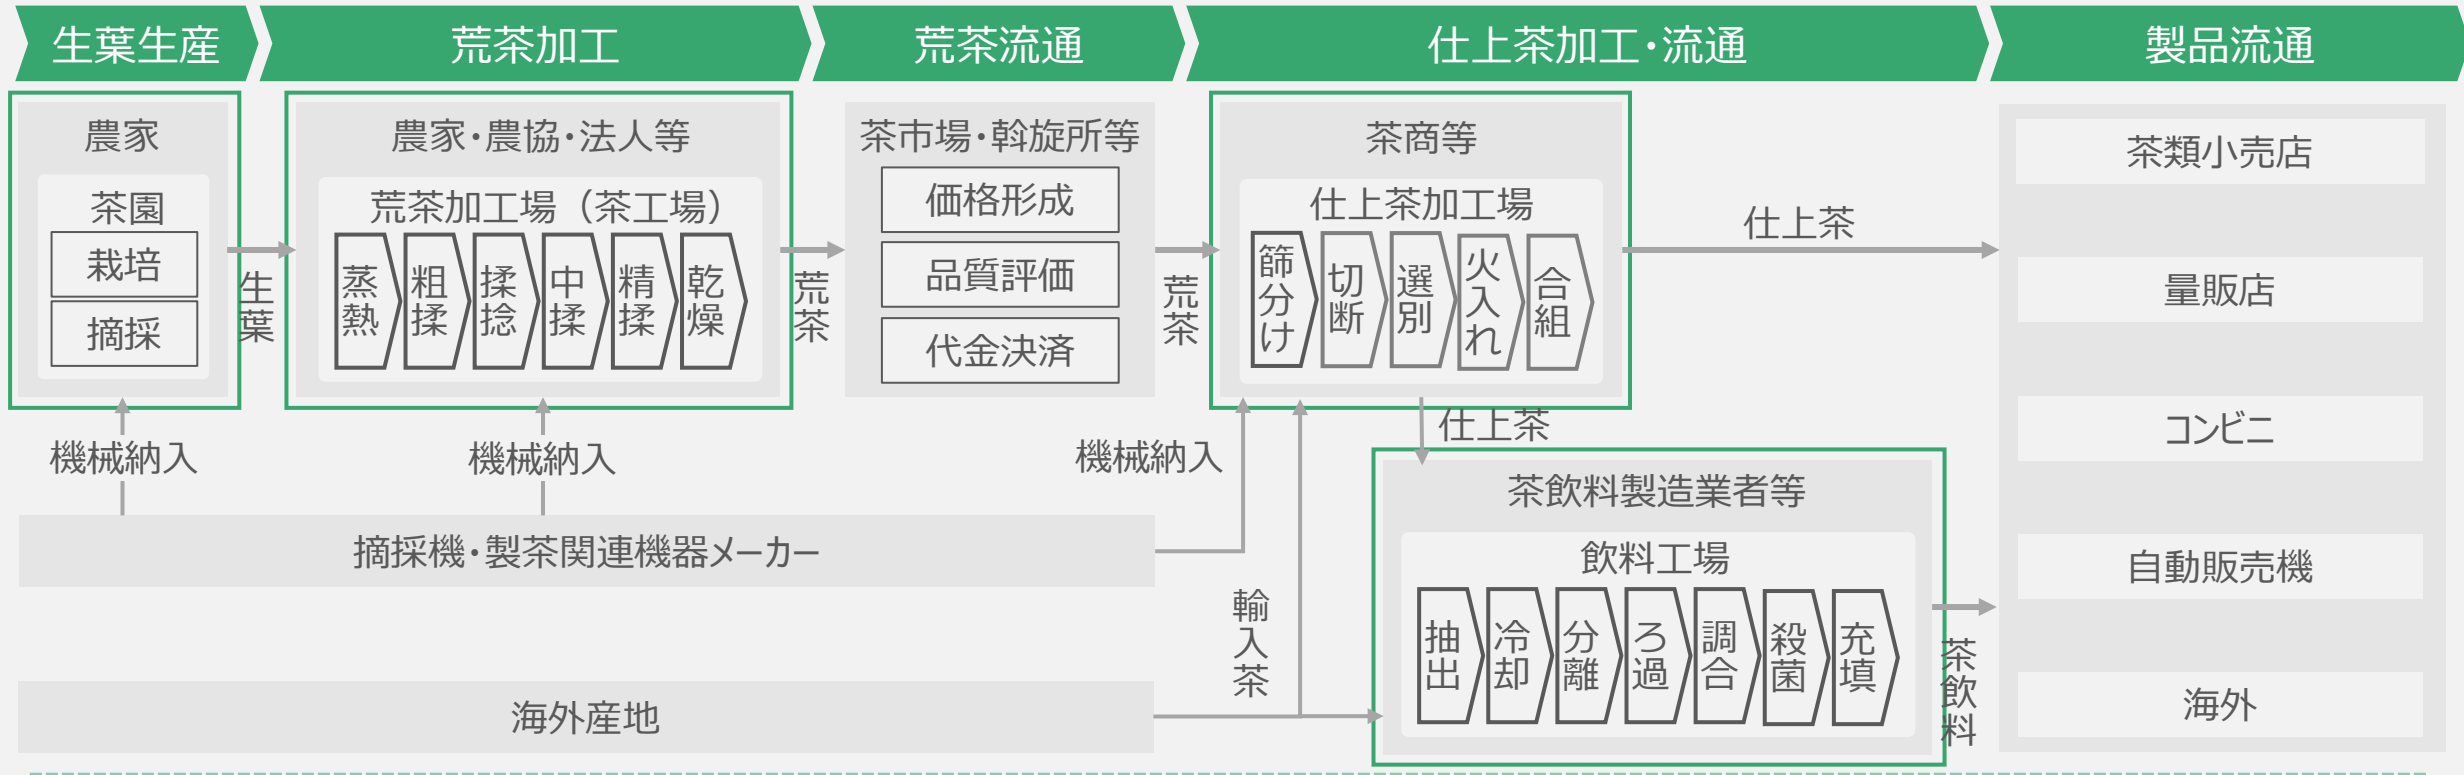 生葉生産
荒茶加工
荒茶流通
仕上茶加工・流通
製品流通
農家
茶園
栽培
摘採
生葉
農家・農協・法人等
荒茶加工場（茶工場）
蒸熱
粗揉
揉捻
中揉
精揉
乾燥
荒茶
茶市場・斡旋所等
価格形成
品質評価
代金決済
荒茶
茶商等
仕上茶加工場
篩分け
切断
選別
火入れ
合組
仕上茶
仕上茶
茶類小売店
量販店
コンビニ
自動販売機
海外
機械納入
機械納入
機械納入
摘採機・製茶関連機器メーカー
輸入茶
海外産地
茶飲料製造業者等
飲料工場
抽出
冷却
分離
ろ過
調合
殺菌
充填
茶飲料